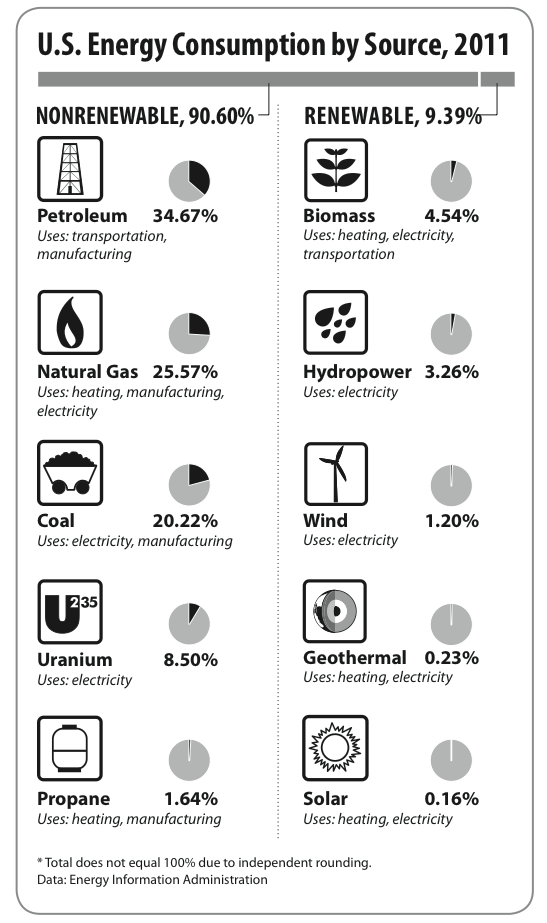 U.S. Energy Consumption by Source, 2011
NONRENEWABLE, 90.60%
Petroleum 34.67%
Uses: transportation,
manufacturing
Natural Gas 25.57%
Uses: heating, manufacturing,
electricity
Coal 20.22%
Uses: electricity, manufacturing
U235
Uranium 8.50%
Uses: electricity
Propane 1.64%
Uses: heating, manufacturing
RENEWABLE, 9.39%
Biomass 4.54%
Uses: heating, electricity,
transportation
Hydropower 3.26%
Uses: electricity
Wind 1.20%
Uses: electricity
Geothermal 0.23%
Uses: heating, electricity
Solar 0.16%
Uses: heating, electricity
* Total does not equal 100% due to independent rounding.
Data: Energy Information Administration